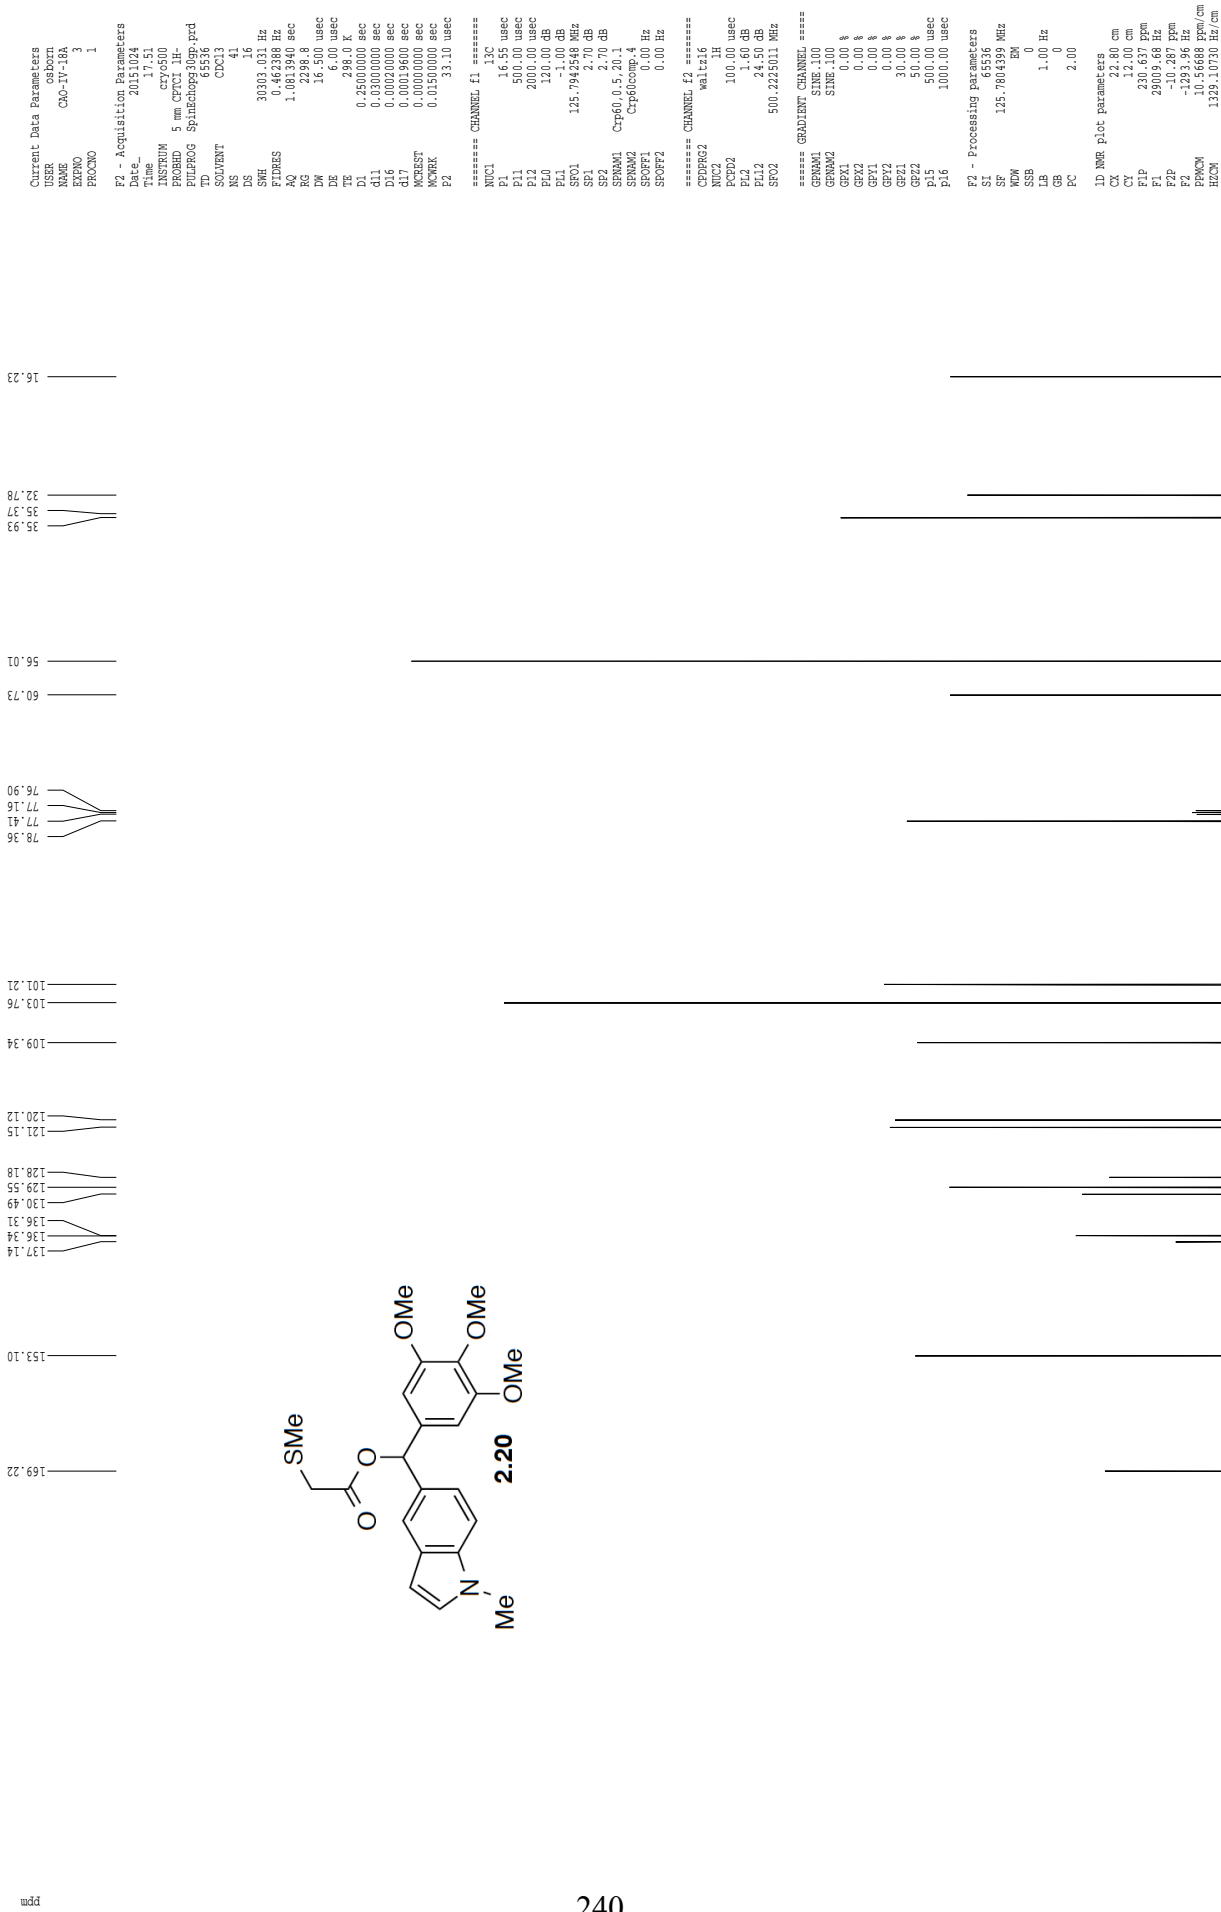 Current Data Parameters
USER osborn
NAME CAO-IV-18A
EXPNO 3
PROCNO 1
F2 - Acquisition Parameters
Date_ 20151024
Time 17.51
INSTRUM cryo500
PROBHD 5 mm CPTCI 1H-
PULPROG SpinEchopg30gp.prd
TD 65536
SOLVENT CDCl3
NS 41
DS 16
SWH 30303.031 Hz
FIDRES 0.462388 Hz
AQ 1.0813940 sec
RG 2298.8
DW 16.500 usec
DE 6.00 usec
TE 298.0 K
D1 0.25000000 sec
d11 0.03000000 sec
D16 0.00020000 sec
d17 0.00019600 sec
MCREST 0.00000000 sec
MCWRK 0.01500000 sec
P2 33.10 usec
======== CHANNEL f1 ========
NUC1 13C
P1 16.55 usec
P11 500.00 usec
P12 2000.00 usec
PL0 120.00 dB
PL1 -1.00 dB
SFO1 125.7942548 MHz
SP1 2.70 dB
SP2 2.70 dB
SPNAM1 Crp60,0.5,20.1
SPNAM2 Crp60comp.4
SPOFF1 0.00 Hz
SPOFF2 0.00 Hz
======== CHANNEL f2 ========
CPDPRG2 waltz16
NUC2 1H
PCPD2 100.00 usec
PL2 1.60 dB
PL12 24.50 dB
SFO2 500.2225011 MHz
====== GRADIENT CHANNEL =====
GPNAM1 SINE.100
GPNAM2 SINE.100
GPX1 0.00 %
GPX2 0.00 %
GPY1 0.00 %
GPY2 0.00 %
GPZ1 30.00 %
GPZ2 50.00 %
p15 500.00 usec
p16 1000.00 usec
F2 - Processing parameters
SI 65536
SF 125.7804399 MHz
WDW EM
SSB 0
LB 1.00 Hz
GB 0
PC 2.00
1D NMR plot parameters
CX 22.80 cm
CY 12.00 cm
F1P 230.637 ppm
F1 29009.68 Hz
F2P -10.287 ppm
F2 -1293.96 Hz
PPMCM 10.56688 ppm/cm
HZCM 1329.10730 Hz/cm
16.23
32.78
35.37
35.93
56.01
60.73
76.90
77.16
77.41
78.36
101.21
103.76
109.34
120.12
121.15
128.18
129.55
130.49
136.31
136.34
137.14
153.10
169.22
SMe
O
O
OMe
OMe
OMe
N
Me
2.20
ppm
240